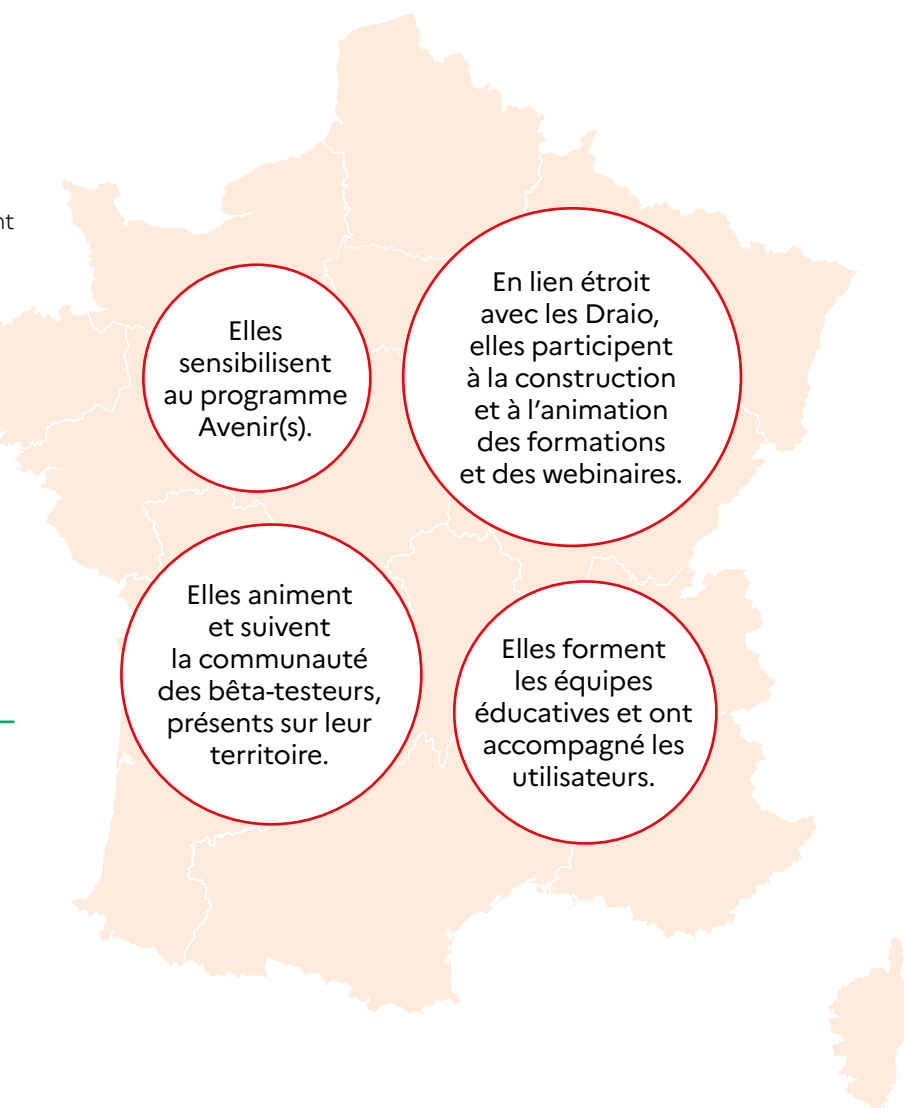 nt
Elles
sensibilisent
au programme
Avenir(s).
En lien étroit
avec les Draio,
elles participent
à la construction
et à l’animation
des formations
et des webinaires.
Elles animent
et suivent
la communauté
des bêta-testeurs,
présents sur leur
territoire.
Elles forment
les équipes
éducatives et ont
accompagné les
utilisateurs.